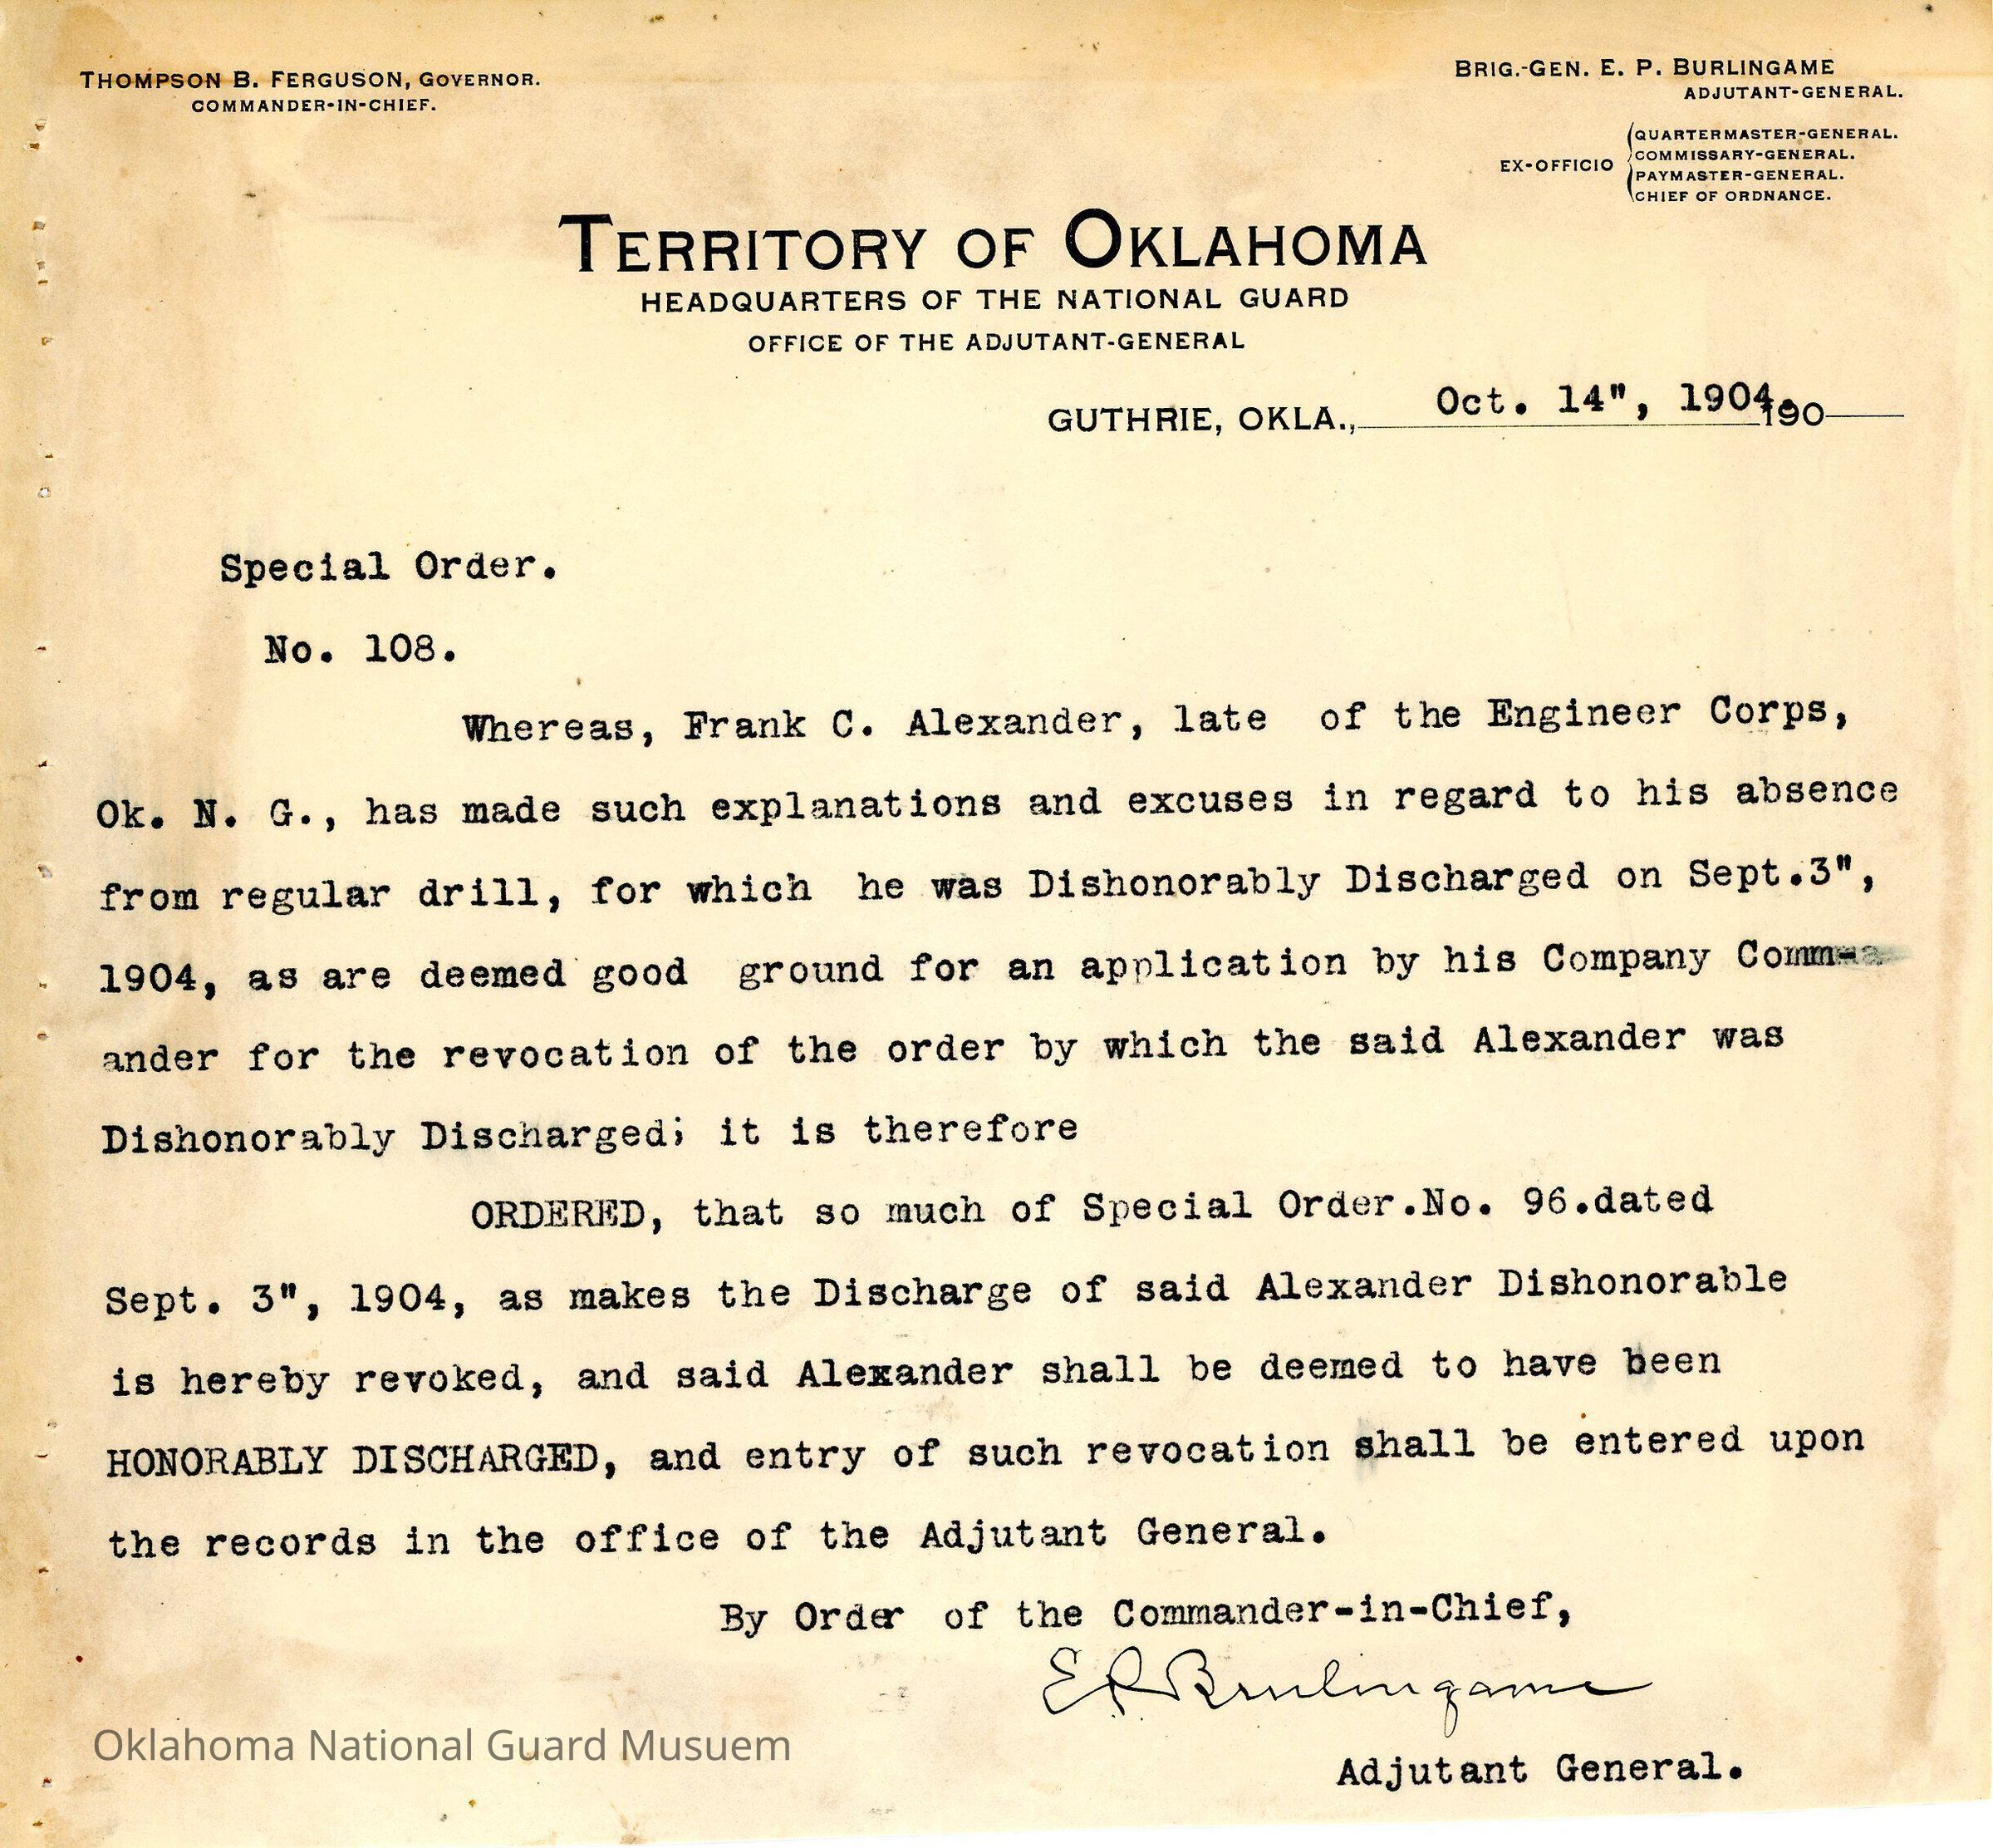 THOMPSON B. FERGUSON, GOVERNOR.
COMMANDER-IN-CHIEF.
BRIG.-GEN. E. P. BURLINGAME
ADJUTANT-GENERAL.
EX-OFFICIO
QUARTERMASTER-GENERAL.
COMMISSARY-GENERAL.
PAYMASTER-GENERAL.
CHIEF OF ORDNANCE.
TERRITORY OF OKLAHOMA
HEADQUARTERS OF THE NATIONAL GUARD
OFFICE OF THE ADJUTANT-GENERAL
GUTHRIE, OKLA., Oct. 14", 1904. 190
Special Order.
No. 108.
Whereas, Frank C. Alexander, late of the Engineer Corps,
Ok. N. G., has made such explanations and excuses in regard to his absence
from regular drill, for which he was Dishonorably Discharged on Sept.3",
1904, as are deemed good ground for an application by his Company Comm-
ander for the revocation of the order by which the said Alexander was
Dishonorably Discharged; it is therefore
ORDERED, that so much of Special Order.No. 96.dated
Sept. 3", 1904, as makes the Discharge of said Alexander Dishonorable
is hereby revoked, and said Alexander shall be deemed to have been
HONORABLY DISCHARGED, and entry of such revocation shall be entered upon
the records in the office of the Adjutant General.
By Order of the Commander-in-Chief,
E P Burlingame
Adjutant General.
Oklahoma National Guard Musuem